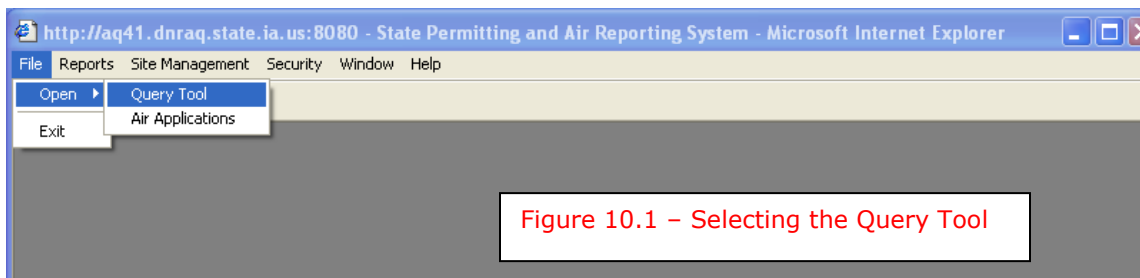 http://aq41.dnraq.state.ia.us:8080 - State Permitting and Air Reporting System - Microsoft Internet Explorer
File Reports Site Management Security Window Help
Open Query Tool
Air Applications
Exit
Figure 10.1 – Selecting the Query Tool